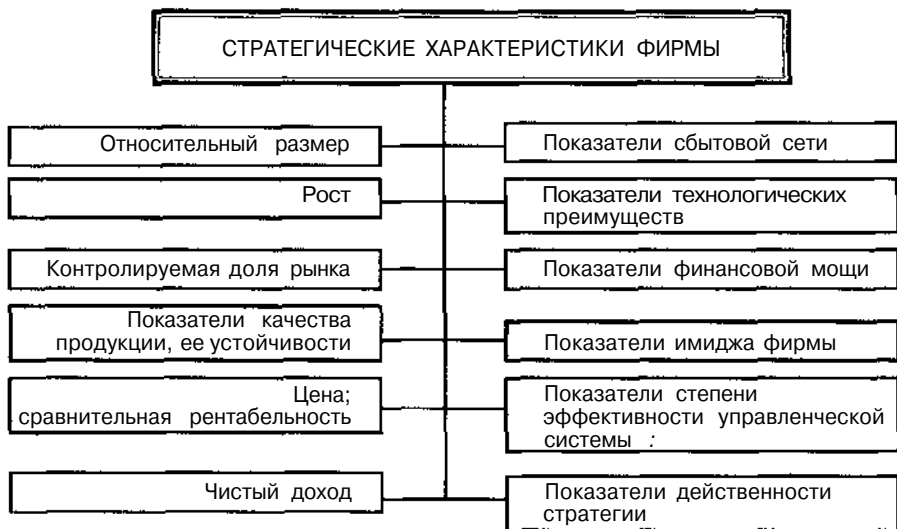 СТРАТЕГИЧЕСКИЕ ХАРАКТЕРИСТИКИ ФИРМЫ
Относительный размер
Показатели сбытовой сети
Рост
Показатели технологических
преимуществ
Контролируемая доля рынка
Показатели финансовой мощи
Показатели качества
продукции, ее устойчивости
Показатели имиджа фирмы
Цена;
сравнительная рентабельность
Показатели степени
эффективности управленческой
системы :
Чистый доход
Показатели действенности
стратегии